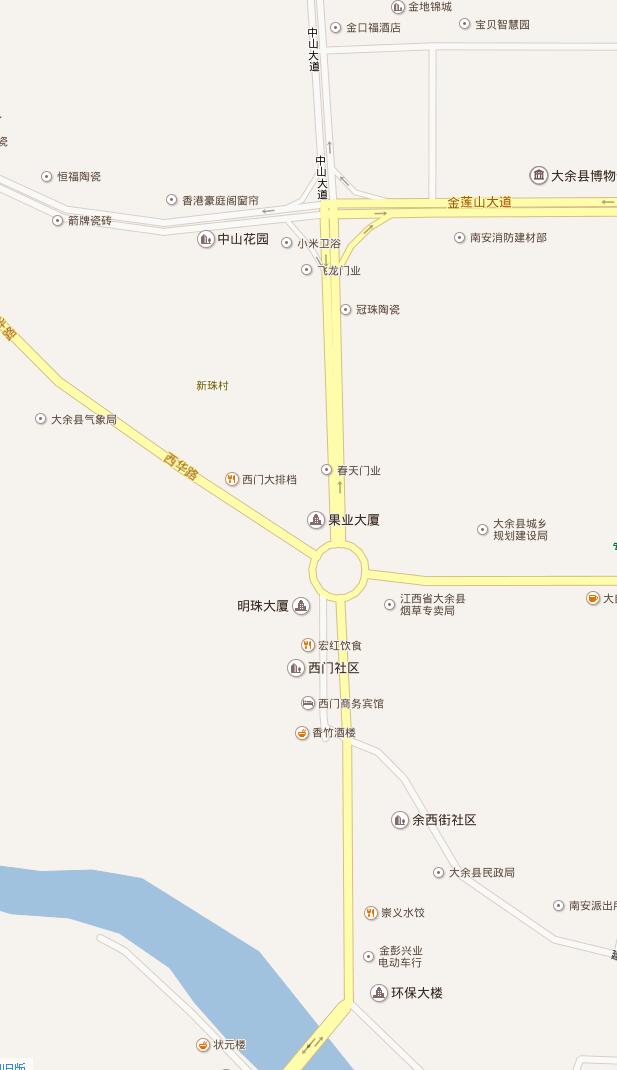 金地锦城
金口福酒店
宝贝智慧园
中山大道
瓷
中山大道
恒福陶瓷
大余县博物
香港豪庭阁窗帘
金莲山大道
箭牌瓷砖
中山花园
小米卫浴
南安消防建材部
飞龙门业
冠珠陶瓷
新珠村
大余县气象局
西华路
西门大排档
春天门业
果业大厦
大余县城乡
规划建设局
明珠大厦
江西省大余县
烟草专卖局
宏红饮食
西门社区
西门商务宾馆
香竹酒楼
余西街社区
大余县民政局
崇义水饺
南安派出所
金彭兴业
电动车行
环保大楼
状元楼
旧版